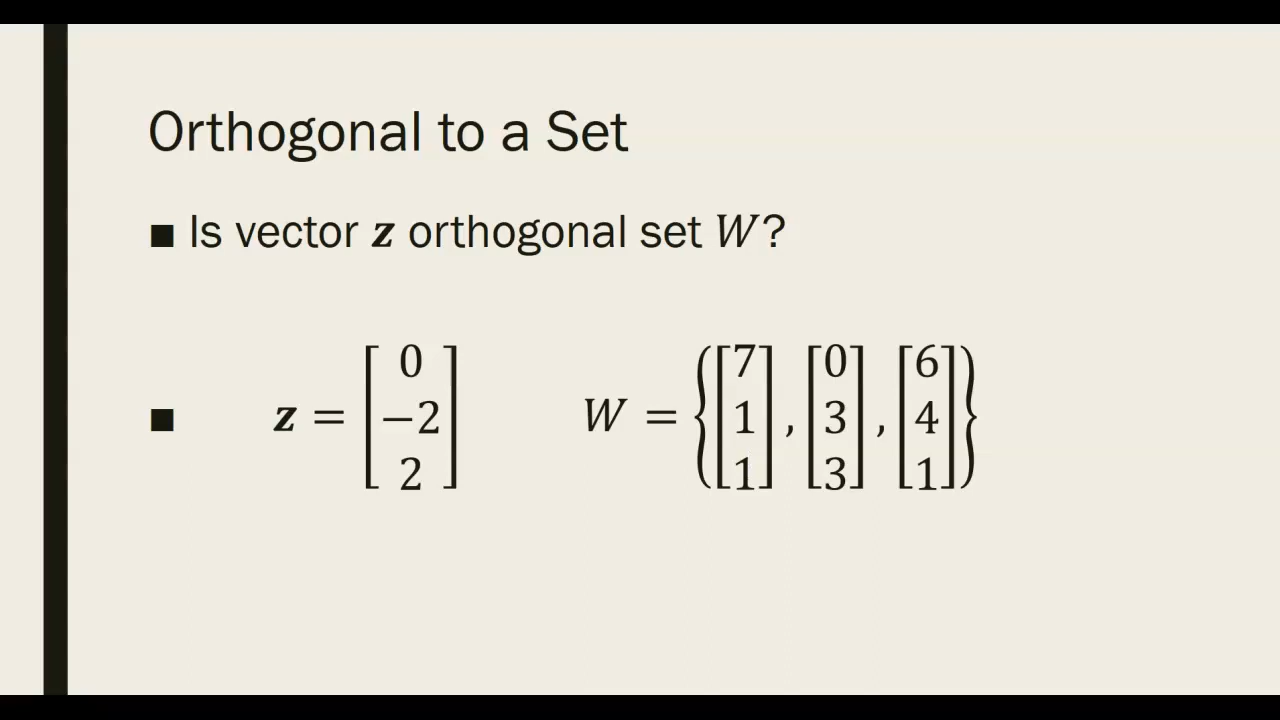 Orthogonal to a Set
■ Is vector z orthogonal set W?
■ z = [0 −2 2] W = {[7 1 1], [0 3 3], [6 4 1]}